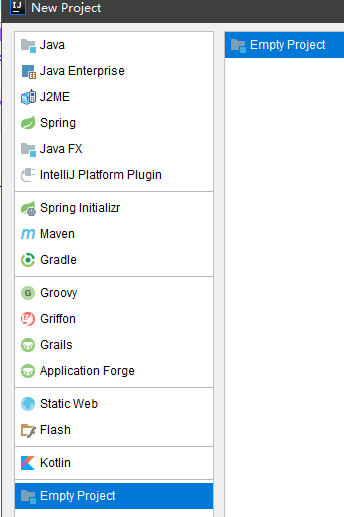 New Project
Java
Java Enterprise
J2ME
Spring
Java FX
IntelliJ Platform Plugin
Spring Initializr
Maven
Gradle
Groovy
Griffon
Grails
Application Forge
Static Web
Flash
Kotlin
Empty Project
Empty Project